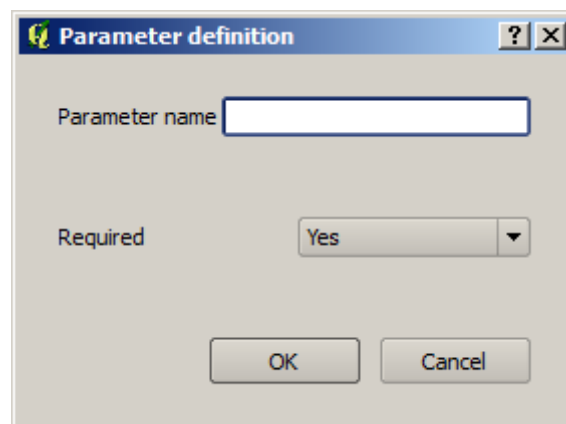 Parameter definition
Parameter name
Required Yes
OK Cancel